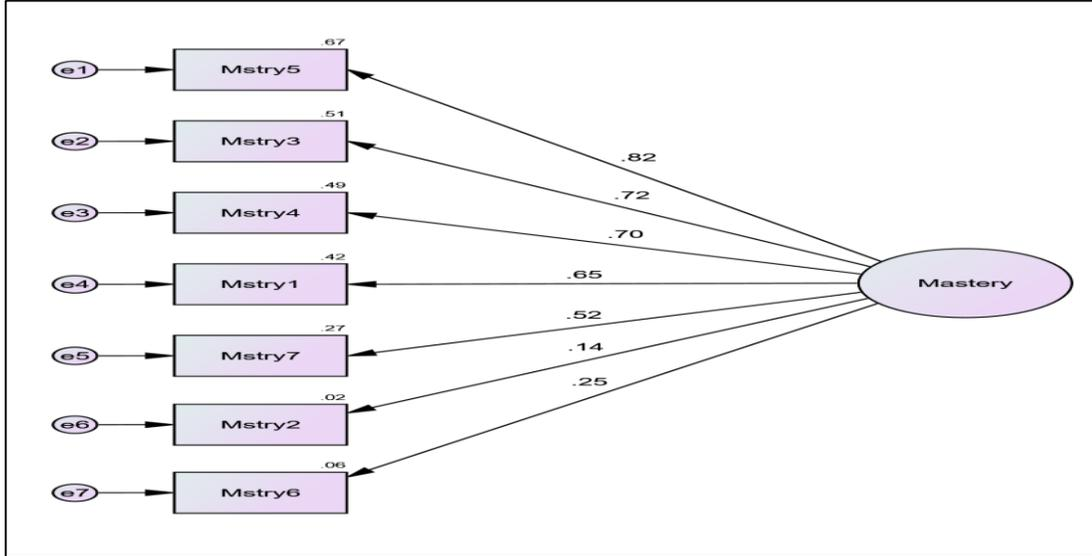 .67
e1 Mstry5
.82
.51
e2 Mstry3
.72
.49
e3 Mstry4
.70
.42
e4 Mstry1
.65
Mastery
.27
e5 Mstry7
.52
.02
e6 Mstry2
.14
.06
e7 Mstry6
.25